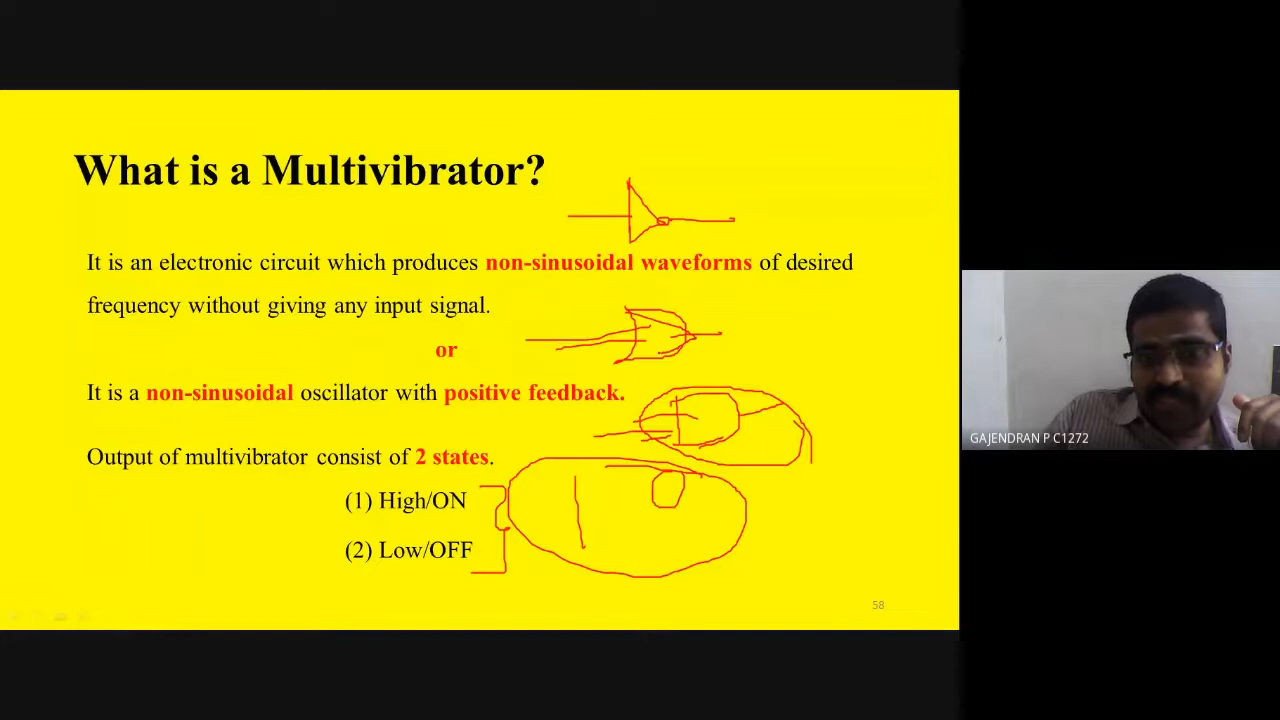 What is a Multivibrator?
It is an electronic circuit which produces non-sinusoidal waveforms of desired
frequency without giving any input signal.
or
It is a non-sinusoidal oscillator with positive feedback.
Output of multivibrator consist of 2 states.
(1) High/ON
(2) Low/OFF
1 0
58
GAJENDRAN P C1272